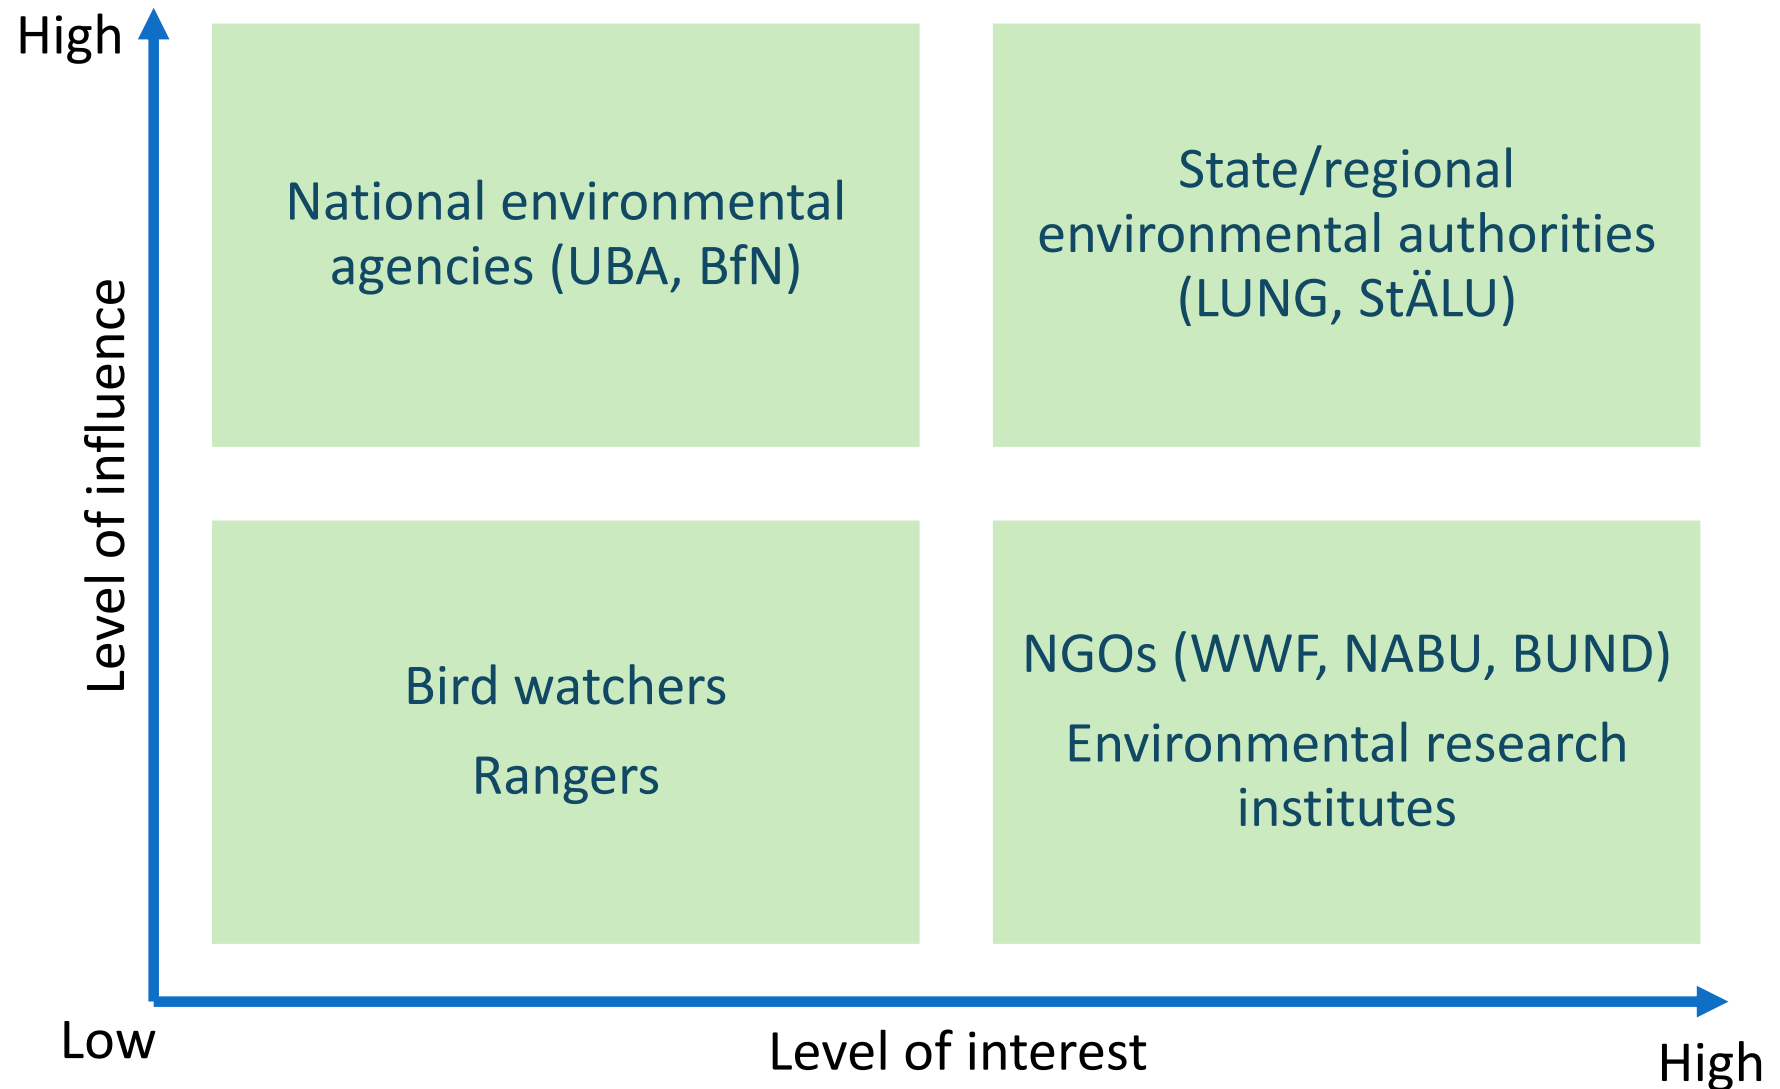 High
Level of influence
National environmental
agencies (UBA, BfN)
State/regional
environmental authorities
(LUNG, StÄLU)
Bird watchers
Rangers
NGOs (WWF, NABU, BUND)
Environmental research
institutes
Low
Level of interest
High